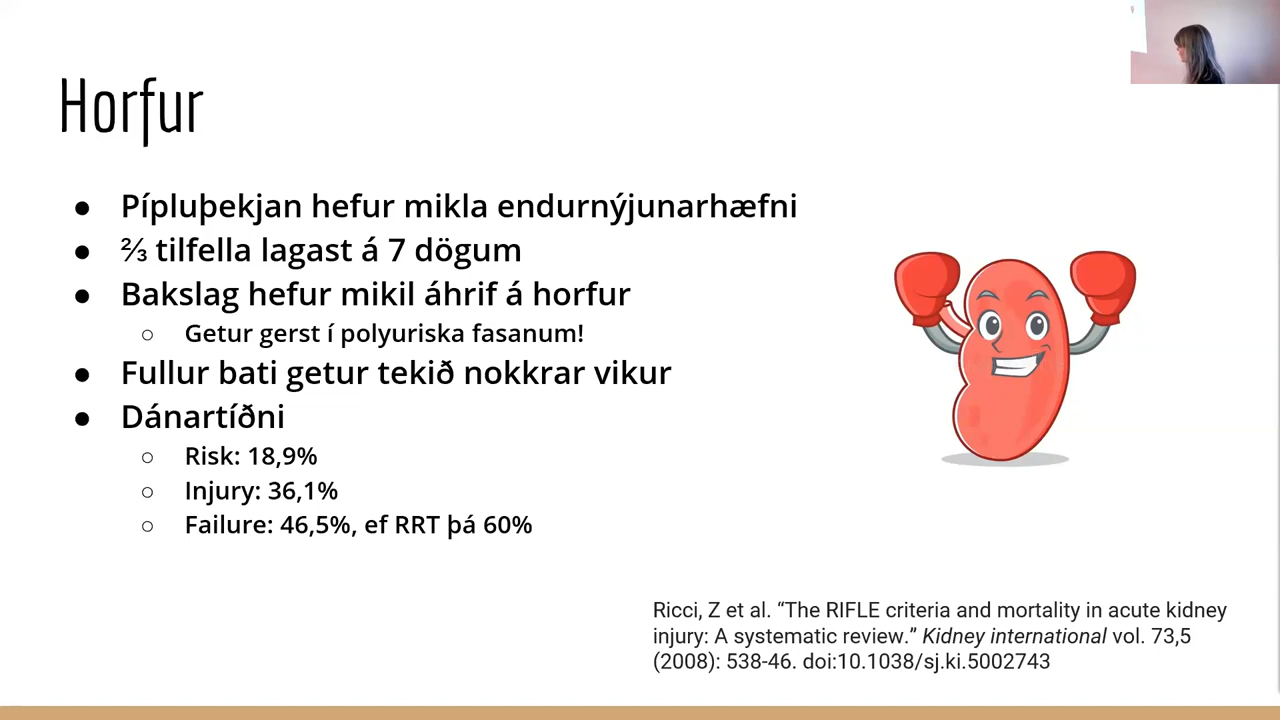 Horfur
● Pípluþekjan hefur mikla endurnýjunarhæfni
● ⅔ tilfella lagast á 7 dögum
● Bakslag hefur mikil áhrif á horfur
○ Getur gerst í polyuriska fasanum!
● Fullur bati getur tekið nokkrar vikur
● Dánartíðni
○ Risk: 18,9%
○ Injury: 36,1%
○ Failure: 46,5%, ef RRT þá 60%
Ricci, Z et al. “The RIFLE criteria and mortality in acute kidney
injury: A systematic review.” Kidney international vol. 73,5
(2008): 538-46. doi:10.1038/sj.ki.5002743